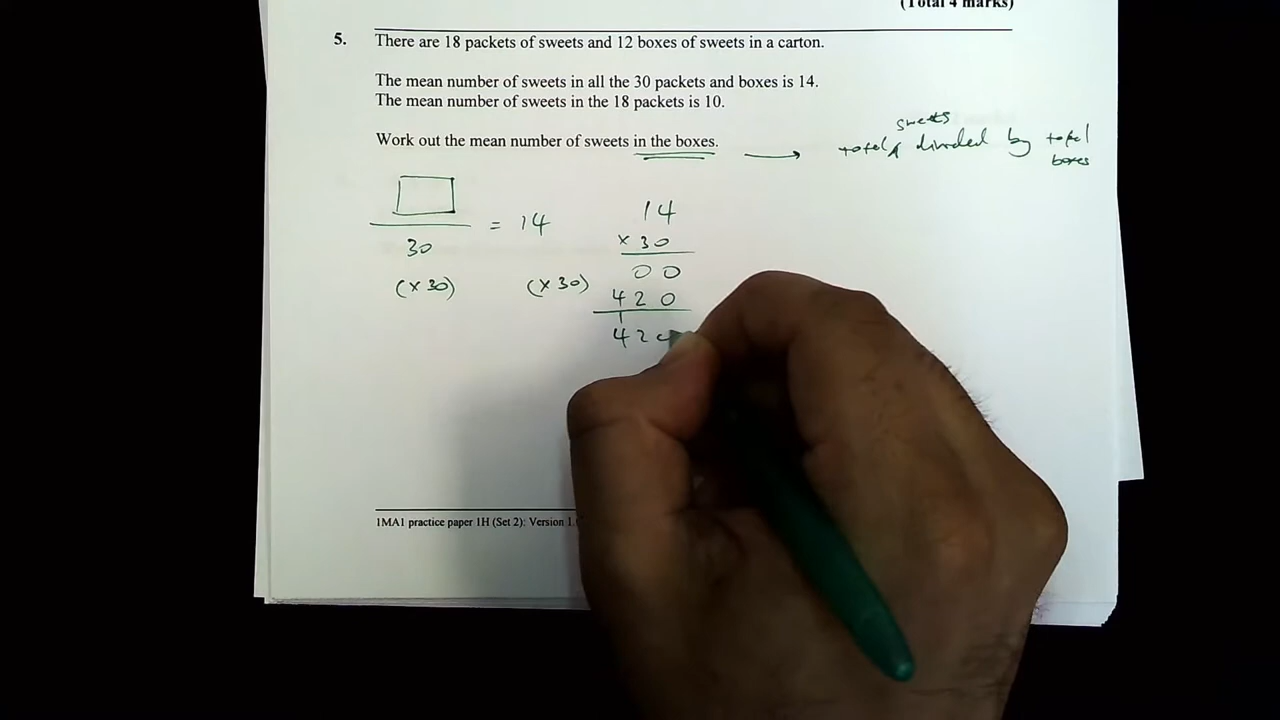 (Total 4 marks)
5. There are 18 packets of sweets and 12 boxes of sweets in a carton.
The mean number of sweets in all the 30 packets and boxes is 14.
The mean number of sweets in the 18 packets is 10.
Work out the mean number of sweets in the boxes.
sweets
total divided by total
boxes
30
= 14
(×30) (×30)
14
×30
00
420
1
42
1MA1 practice paper 1H (Set 2): Version 1.